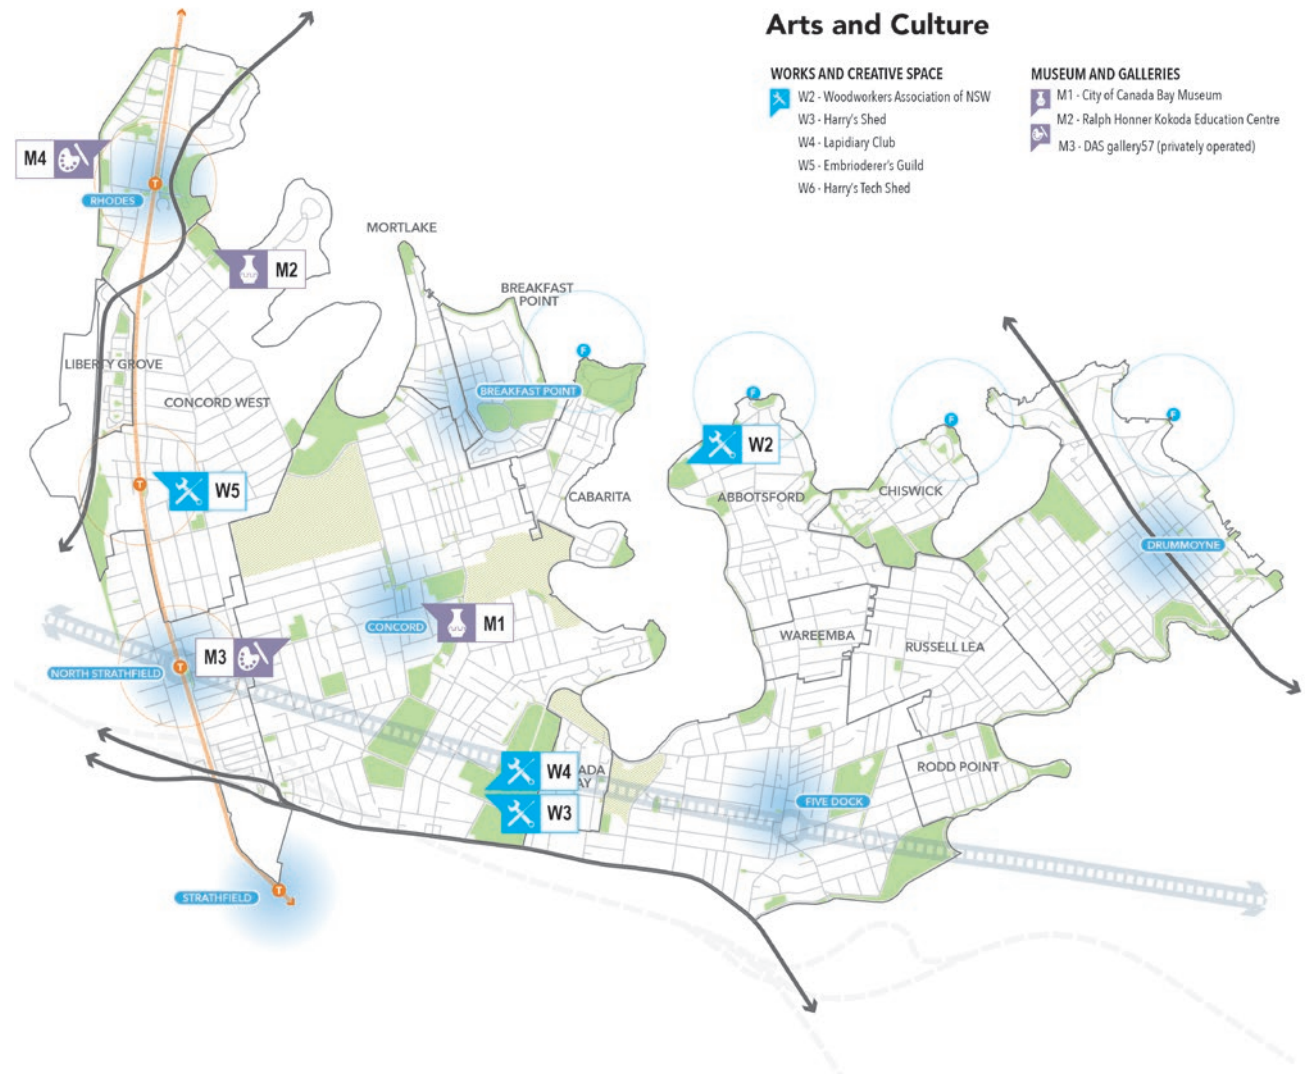 Arts and Culture
WORKS AND CREATIVE SPACE
W2 - Woodworkers Association of NSW
W3 - Harry's Shed
W4 - Lapidiary Club
W5 - Embrioderer's Guild
W6 - Harry's Tech Shed
MUSEUM AND GALLERIES
M1 - City of Canada Bay Museum
M2 - Ralph Honner Kokoda Education Centre
M3 - DAS gallery57 (privately operated)
M4
T
RHODES
MORTLAKE
M2
BREAKFAST
POINT
F
LIBERTY GROVE
BREAKFAST POINT
F
CONCORD WEST
F
F
W2
T
W5
CABARITA
ABBOTSFORD
CHISWICK
DRUMMOYNE
CONCORD
M1
WAREEMBA
RUSSELL LEA
M3
T
NORTH STRATHFIELD
W4
ADA
AY
RODD POINT
W3
FIVE DOCK
T
STRATHFIELD